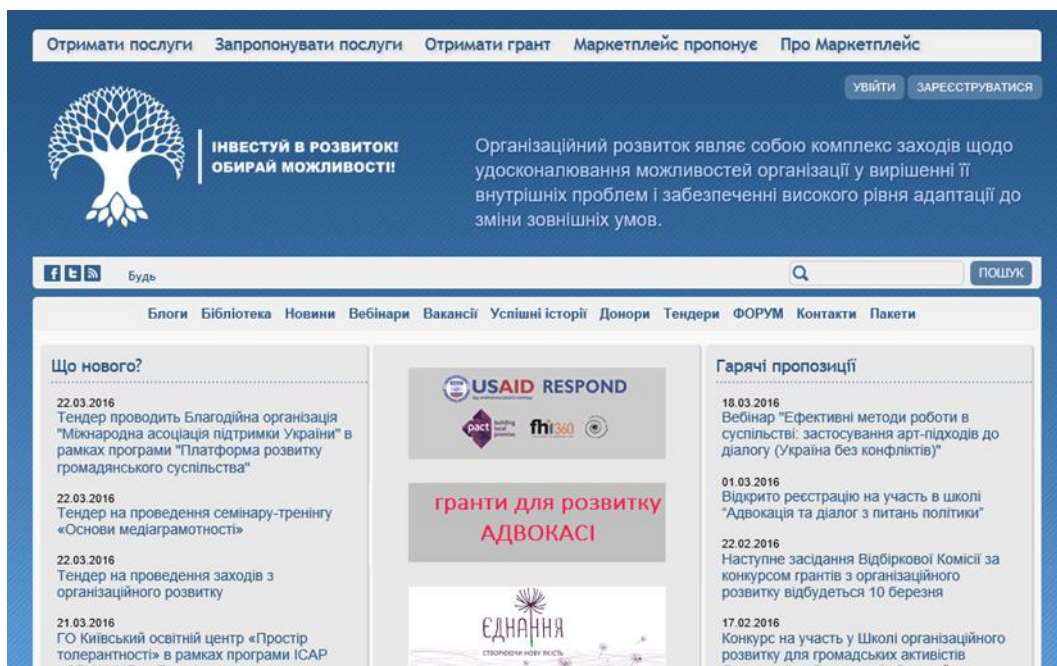 Отримати послуги Запропонувати послуги Отримати грант Маркетплейс пропонує Про Маркетплейс
УВІЙТИ ЗАРЕЄСТРУВАТИСЯ
ІНВЕСТУЙ В РОЗВИТОК!
ОБИРАЙ МОЖЛИВОСТІ!
Організаційний розвиток являє собою комплекс заходів щодо
удосконалювання можливостей організації у вирішенні її
внутрішніх проблем і забезпеченні високого рівня адаптації до
зміни зовнішніх умов.
Будь
ПОШУК
Блоги Бібліотека Новини Вебінари Вакансії Успішні історії Донори Тендери ФОРУМ Контакти Пакети
Що нового?
22.03.2016
Тендер проводить Благодійна організація
"Міжнародна асоціація підтримки України" в
рамках програми "Платформа розвитку
громадянського суспільства"
22.03.2016
Тендер на проведення семінару-тренінгу
«Основи медіаграмотності»
22.03.2016
Тендер на проведення заходів з
організаційного розвитку
21.03.2016
ГО Київський освітній центр «Простір
толерантності» в рамках програми ІСАР
USAID RESPOND
pact
fhi360
гранти для розвитку
АДВОКАСІ
ЄДНАННЯ
СТВОРЮЮЧИ НОВУ ЯКІСТЬ
Гарячі пропозиції
18.03.2016
Вебінар "Ефективні методи роботи в
суспільстві: застосування арт-підходів до
діалогу (Україна без конфліктів)"
01.03.2016
Відкрито реєстрацію на участь в школі
“Адвокація та діалог з питань політики”
22.02.2016
Наступне засідання Відбіркової Комісії за
конкурсом грантів з організаційного
розвитку відбудеться 10 березня
17.02.2016
Конкурс на участь у Школі організаційного
розвитку для громадських активістів